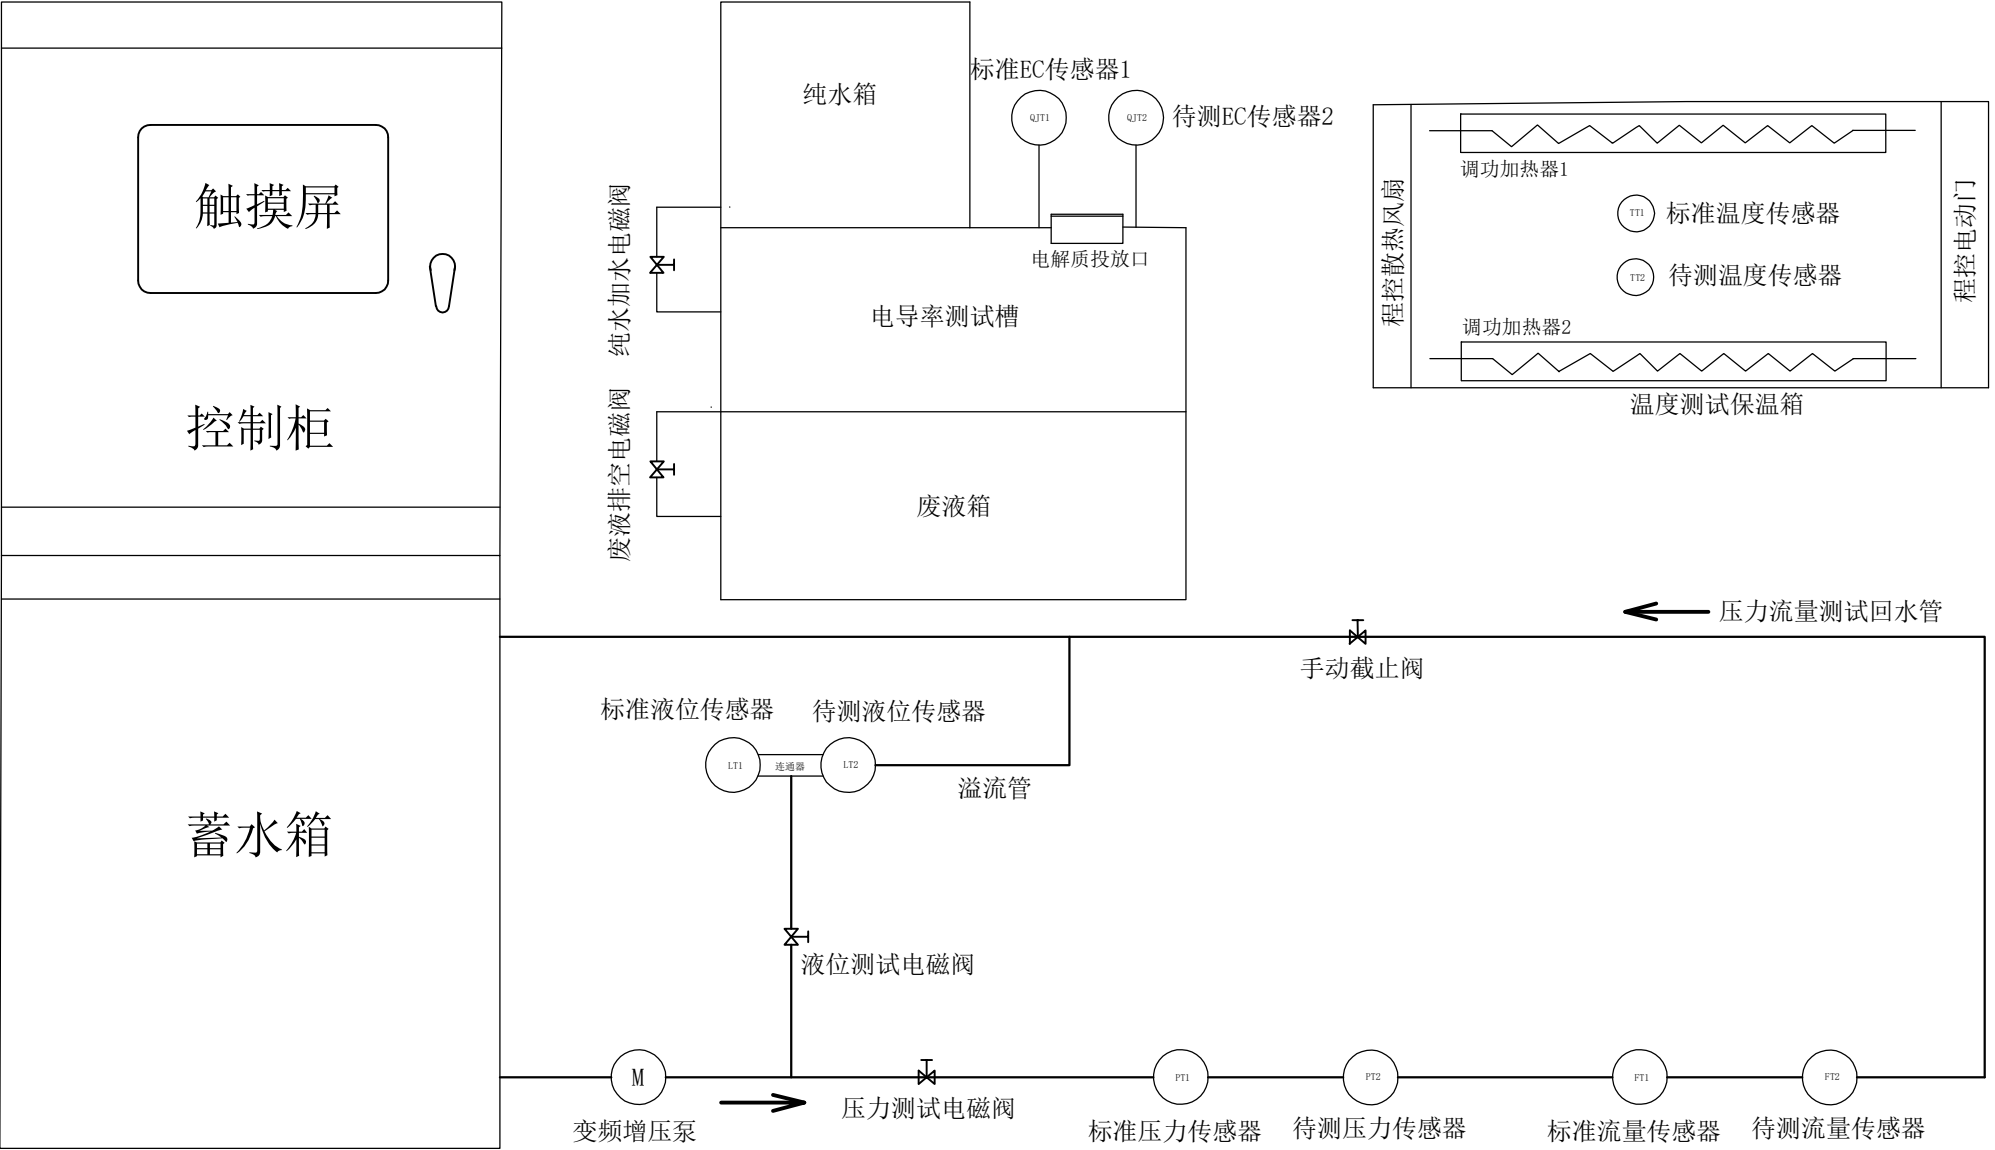 触摸屏
控制柜
蓄水箱
纯水箱
标准EC传感器1
QJT1
QJT2
待测EC传感器2
电解质投放口
纯水加水电磁阀
电导率测试槽
废液排空电磁阀
废液箱
程控散热风扇
调功加热器1
TT1
标准温度传感器
TT2
待测温度传感器
调功加热器2
程控电动门
温度测试保温箱
压力流量测试回水管
手动截止阀
标准液位传感器
待测液位传感器
LT1
连通器
LT2
溢流管
液位测试电磁阀
M
变频增压泵
压力测试电磁阀
PT1
标准压力传感器
PT2
待测压力传感器
FT1
标准流量传感器
FT2
待测流量传感器